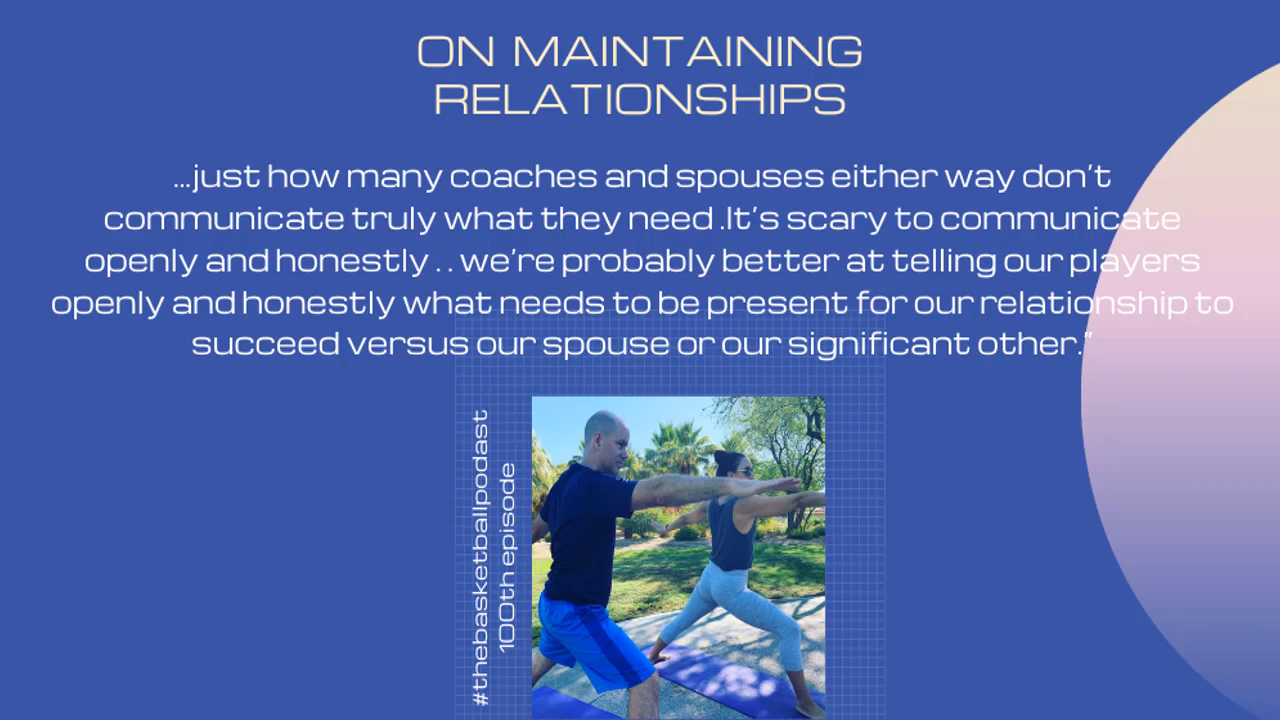 ON MAINTAINING
RELATIONSHIPS
...just how many coaches and spouses either way don't
communicate truly what they need .It's scary to communicate
openly and honestly . . we're probably better at telling our players
openly and honestly what needs to be present for our relationship to
succeed versus our spouse or our significant other."
#thebasketballpodast
100th episode